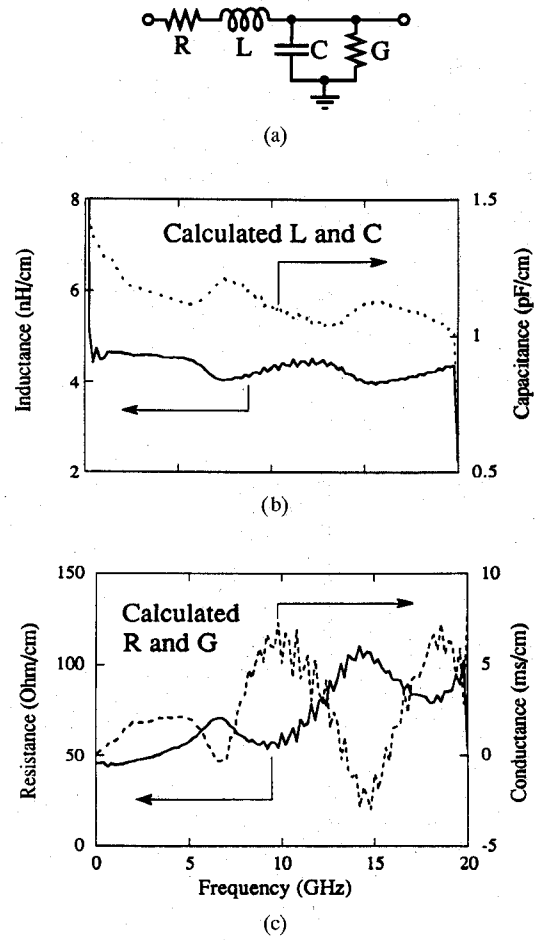 R L C G
(a)
8
6
4
2
Inductance (nH/cm)
Calculated L and C
1.5
1
0.5
Capacitance (pF/cm)
(b)
150
100
50
0
Resistance (Ohm/cm)
Calculated
R and G
10
5
0
-5
Conductance (ms/cm)
0 5 10 15 20
Frequency (GHz)
(c)